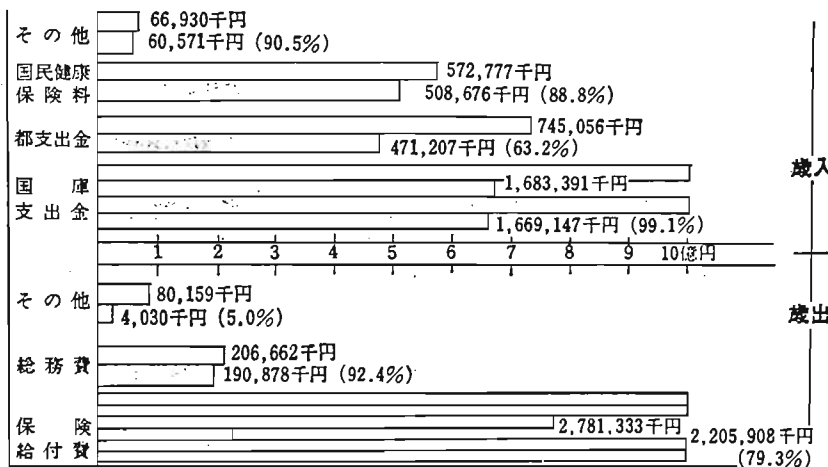 その他
66,930千円
60,571千円 (90.5%)
国民健康
保険料
572,777千円
508,676千円 (88.8%)
都支出金
745,056千円
471,207千円 (63.2%)
国庫
支出金
1,683,391千円
1,669,147千円 (99.1%)
歳入
1 2 3 4 5 6 7 8 9 10億円
歳出
その他
80,159千円
4,030千円 (5.0%)
総務費
206,662千円
190,878千円 (92.4%)
保険
給付費
2,781,333千円
2,205,908千円
(79.3%)